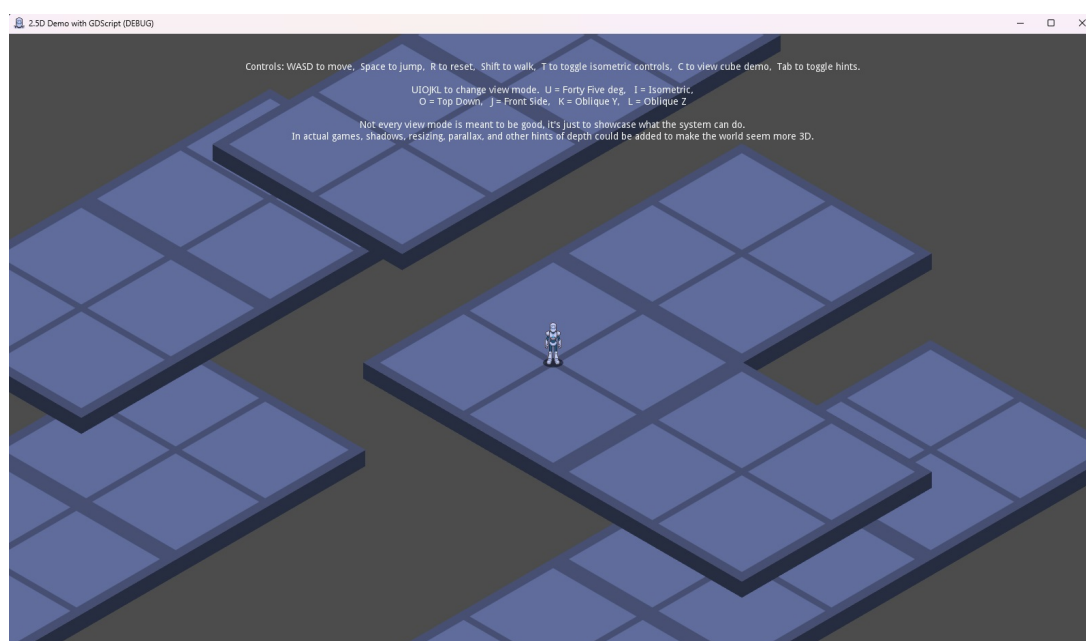 2.5D Demo with GDScript (DEBUG)
Controls: WASD to move, Space to jump, R to reset, Shift to walk, T to toggle isometric controls, C to view cube demo, Tab to toggle hints.
UIOJKL to change view mode. U = Forty Five deg, I = Isometric,
O = Top Down, J = Front Side, K = Oblique Y, L = Oblique Z
Not every view mode is meant to be good, it's just to showcase what the system can do.
In actual games, shadows, resizing, parallax, and other hints of depth could be added to make the world seem more 3D.